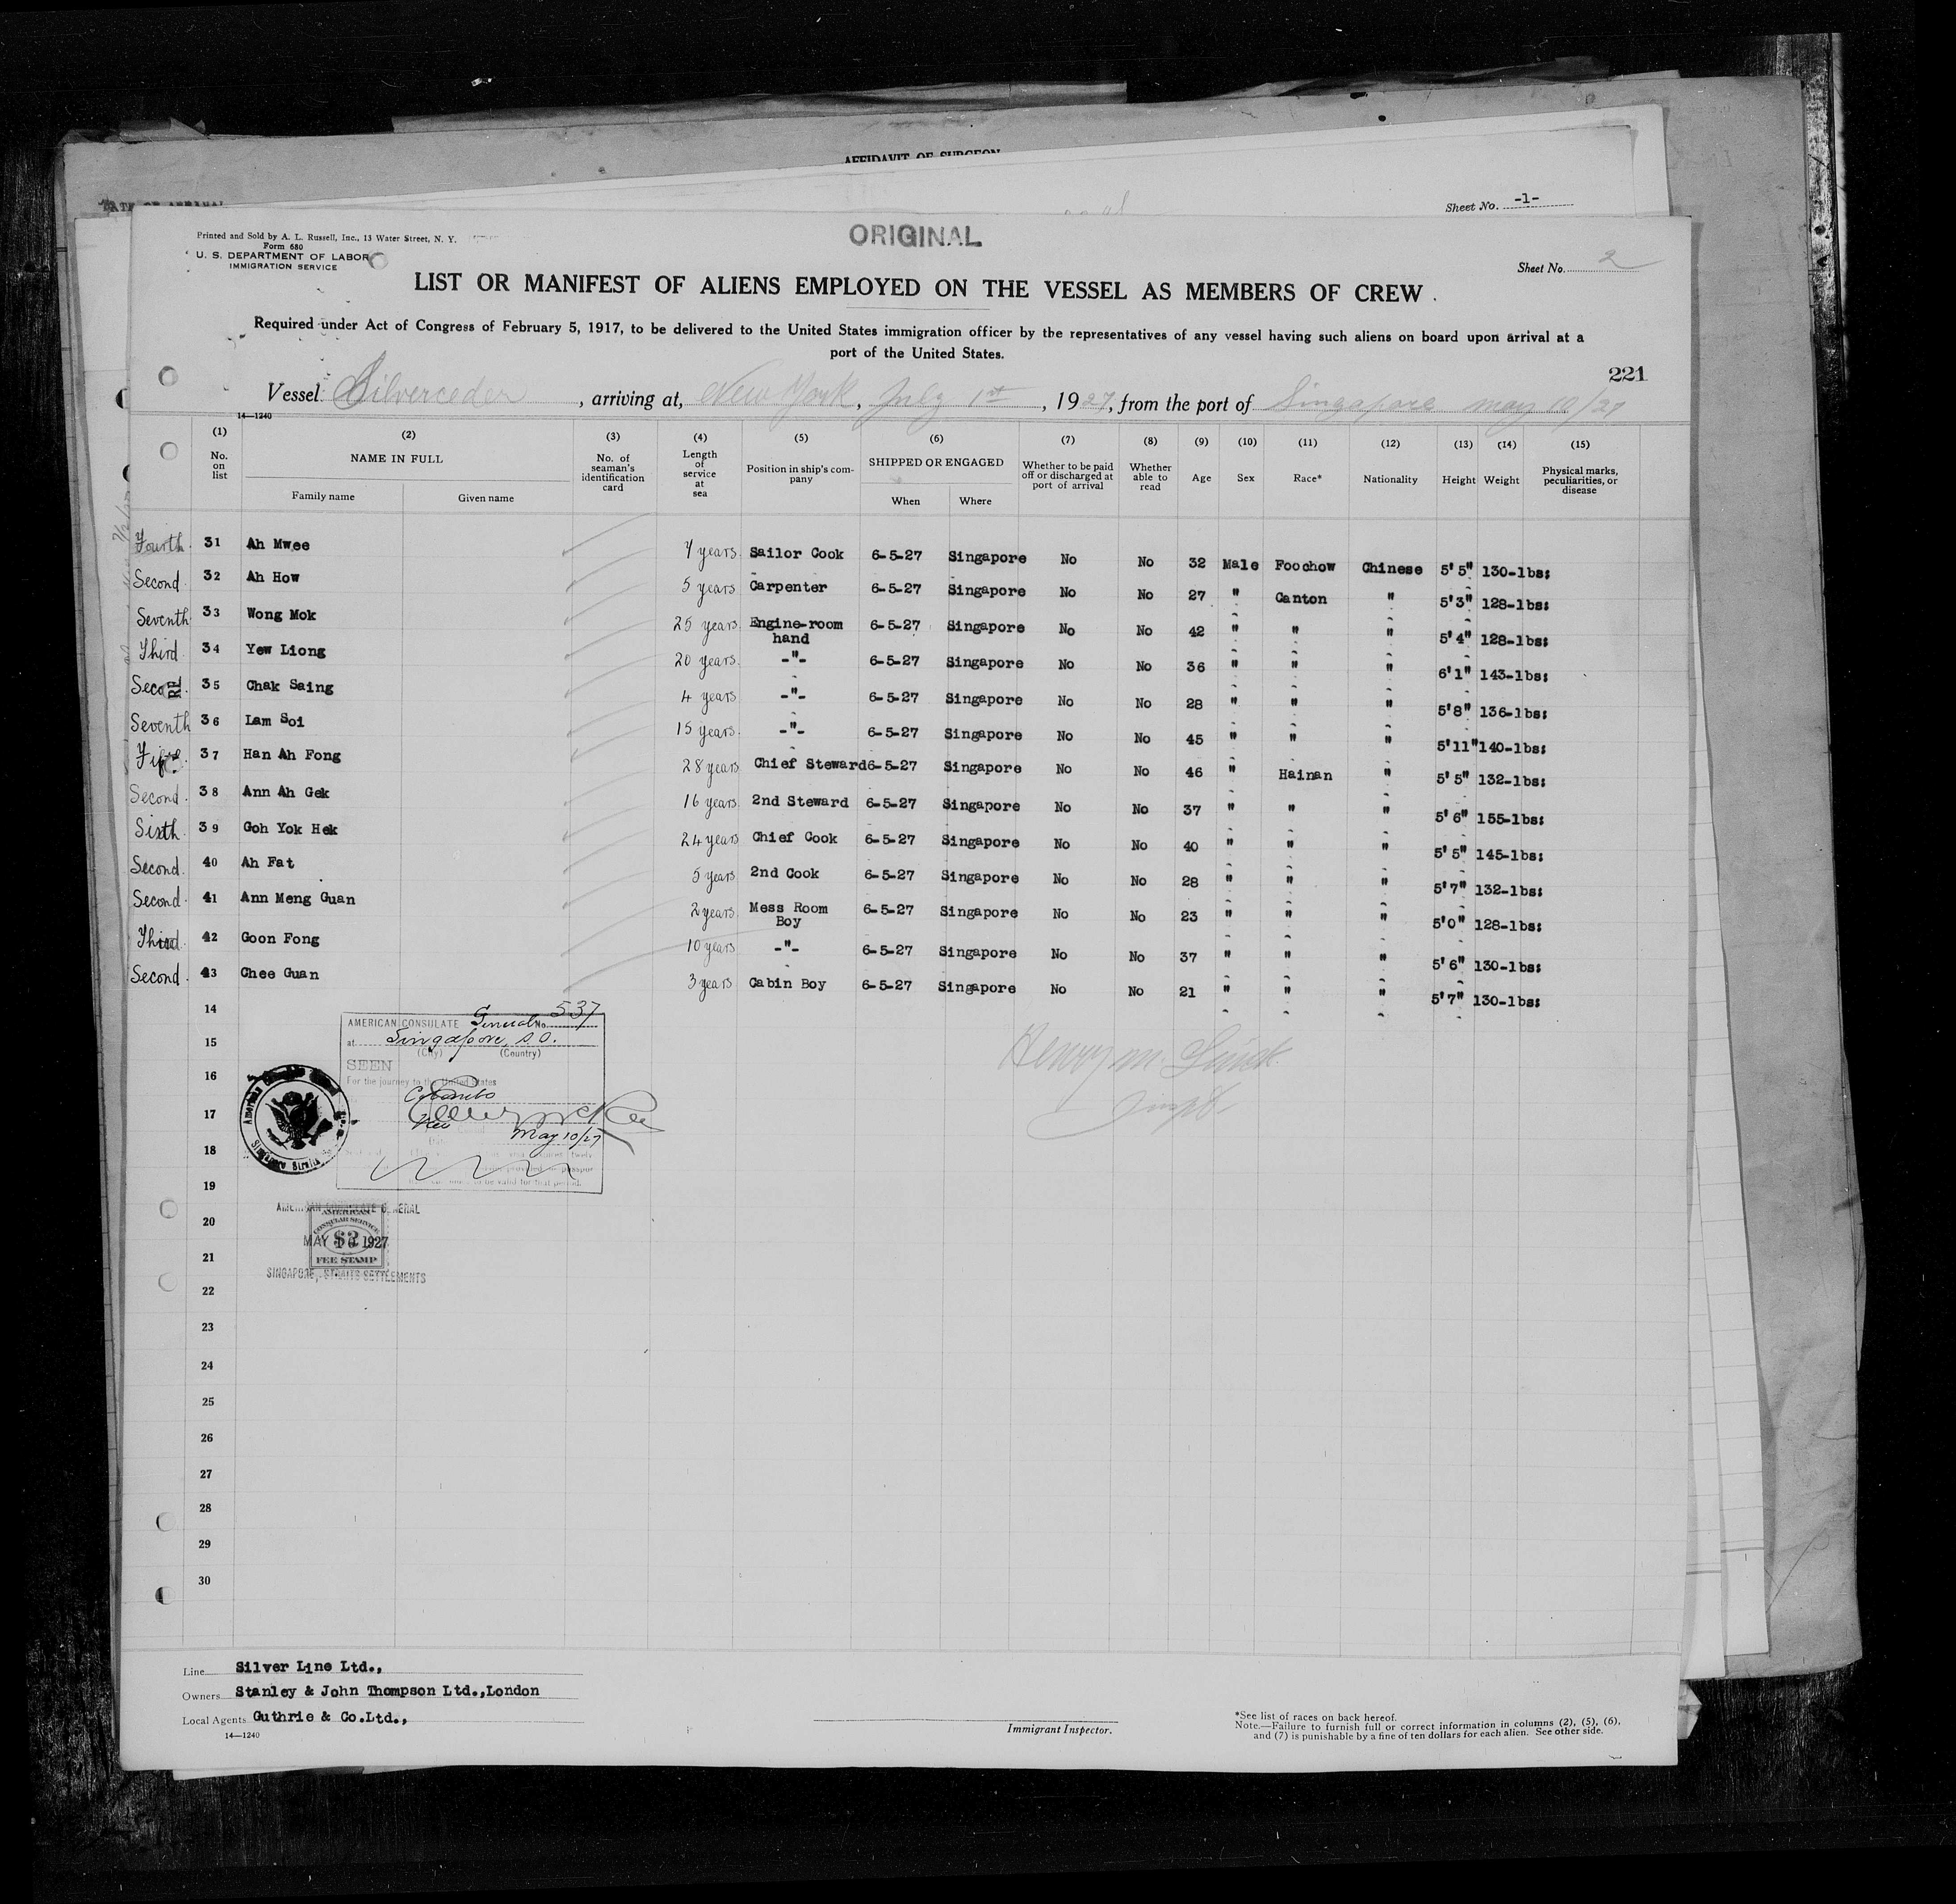 AFFIDAVIT OF SURGEON
Sheet No. -1-
Printed and Sold by A. L. Russell, Inc., 13 Water Street, N. Y.
Form 680
U. S. DEPARTMENT OF LABOR
IMMIGRATION SERVICE
ORIGINAL
Sheet No. 2
LIST OR MANIFEST OF ALIENS EMPLOYED ON THE VESSEL AS MEMBERS OF CREW.
Required under Act of Congress of February 5, 1917, to be delivered to the United States immigration officer by the representatives of any vessel having such aliens on board upon arrival at a
port of the United States.
221
Vessel Silverceder, arriving at, New York, July 1st, 1927, from the port of Singapore May 10/27
14-1240
(1) (2) (3) (4) (5) (6) (7) (8) (9) (10) (11) (12) (13) (14) (15)
No. on list NAME IN FULL Family name Given name No. of seaman's identification card Length of service at sea Position in ship's company SHIPPED OR ENGAGED When Where Whether to be paid off or discharged at port of arrival Whether able to read Age Sex Race* Nationality Height Weight Physical marks, peculiarities, or disease
Fourth. 31 Ah Mwee 7 years. Sailor Cook 6-5-27 Singapore No No 32 Male Foochow Chinese 5'5" 130-lbs:
Second. 32 Ah How 5 years Carpenter 6-5-27 Singapore No No 27 " Canton " 5'3" 128-lbs:
Seventh 33 Wong Mok 25 years. Engine-room hand 6-5-27 Singapore No No 42 " " " 5'4" 128-lbs:
Third. 34 Yew Liong 20 years. -"- 6-5-27 Singapore No No 36 " " " 6'1" 143-lbs:
Second. 35 Chak Saing 4 years -"- 6-5-27 Singapore No No 28 " " " 5'8" 136-lbs:
Seventh 36 Lam Soi 15 years. -"- 6-5-27 Singapore No No 45 " " " 5'11" 140-lbs:
37 Han Ah Fong 28 years Chief Steward 6-5-27 Singapore No No 46 " Hainan " 5'5" 132-lbs:
Second. 38 Ann Ah Gek 16 years 2nd Steward 6-5-27 Singapore No No 37 " " " 5'6" 155-lbs:
Sixth. 39 Goh Yok Hek 24 years Chief Cook 6-5-27 Singapore No No 40 " " " 5'5" 145-lbs:
Second. 40 Ah Fat 5 years 2nd Cook 6-5-27 Singapore No No 28 " " " 5'7" 132-lbs:
Second. 41 Ann Meng Guan 2 years. Mess Room Boy 6-5-27 Singapore No No 23 " " " 5'0" 128-lbs:
Third. 42 Goon Fong 10 years -"- 6-5-27 Singapore No No 37 " " " 5'6" 130-lbs:
Second. 43 Chee Guan 3 years Cabin Boy 6-5-27 Singapore No No 21 " " " 5'7" 130-lbs:
14
15
16
17
18
19
20
21
22
23
24
25
26
27
28
29
30
AMERICAN CONSULATE General No. 537
at Singapore, S.S.
(City) (Country)
SEEN
For the journey to the United States
Colombo
May 10/27
AMERICAN CONSULATE GENERAL
AMERICAN
CONSULAR SERVICE
$2
MAY 10 1927
FEE STAMP
SINGAPORE, STRAITS SETTLEMENTS
Line Silver Line Ltd.,
Owners Stanley & John Thompson Ltd.,London
Local Agents Guthrie & Co.Ltd.,
14—1240
Immigrant Inspector.
*See list of races on back hereof.
Note.—Failure to furnish full or correct information in columns (2), (5), (6),
and (7) is punishable by a fine of ten dollars for each alien. See other side.